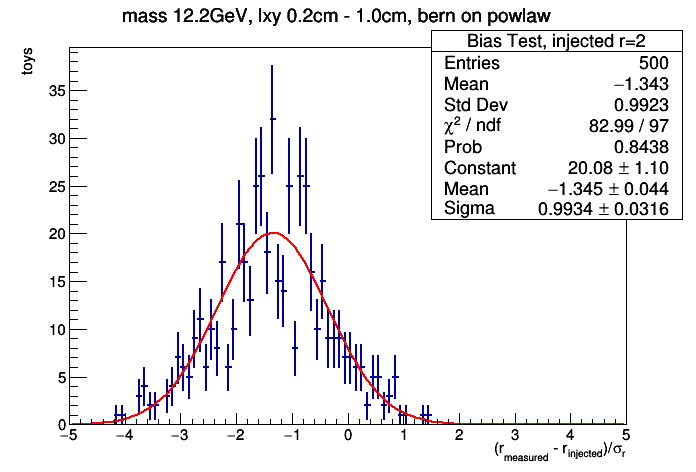 mass 12.2GeV, lxy 0.2cm - 1.0cm, bern on powlaw
toys
Bias Test, injected r=2
Entries 500
Mean −1.343
Std Dev 0.9923
χ² / ndf 82.99 / 97
Prob 0.8438
Constant 20.08 ± 1.10
Mean −1.345 ± 0.044
Sigma 0.9934 ± 0.0316
35
30
25
20
15
10
5
0
−5 −4 −3 −2 −1 0 1 2 3 4 5
(r_measured - r_injected)/σ_r